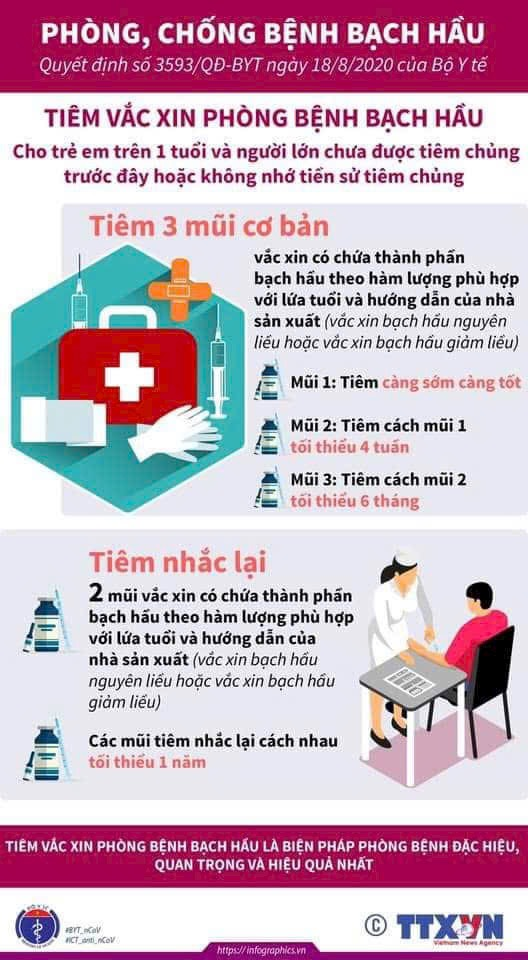 PHÒNG, CHỐNG BỆNH BẠCH HẦU
Quyết định số 3593/QĐ-BYT ngày 18/8/2020 của Bộ Y tế
TIÊM VẮC XIN PHÒNG BỆNH BẠCH HẦU
Cho trẻ em trên 1 tuổi và người lớn chưa được tiêm chủng
trước đây hoặc không nhớ tiền sử tiêm chủng
Tiêm 3 mũi cơ bản
vắc xin có chứa thành phần
bạch hầu theo hàm lượng phù hợp
với lứa tuổi và hướng dẫn của nhà
sản xuất (vắc xin bạch hầu nguyên
liều hoặc vắc xin bạch hầu giảm liều)
Mũi 1: Tiêm càng sớm càng tốt
Mũi 2: Tiêm cách mũi 1
tối thiểu 4 tuần
Mũi 3: Tiêm cách mũi 2
tối thiểu 6 tháng
Tiêm nhắc lại
2 mũi vắc xin có chứa thành phần
bạch hầu theo hàm lượng phù hợp
với lứa tuổi và hướng dẫn của
nhà sản xuất (vắc xin bạch hầu
nguyên liều hoặc vắc xin bạch hầu
giảm liều)
Các mũi tiêm nhắc lại cách nhau
tối thiểu 1 năm
TIÊM VẮC XIN PHÒNG BỆNH BẠCH HẦU LÀ BIỆN PHÁP PHÒNG BỆNH ĐẶC HIỆU,
QUAN TRỌNG VÀ HIỆU QUẢ NHẤT
BỘ Y TẾ
#BYT_nCoV
#ICT_anti_nCoV
© TTXVN
Vietnam News Agency
https://infographics.vn